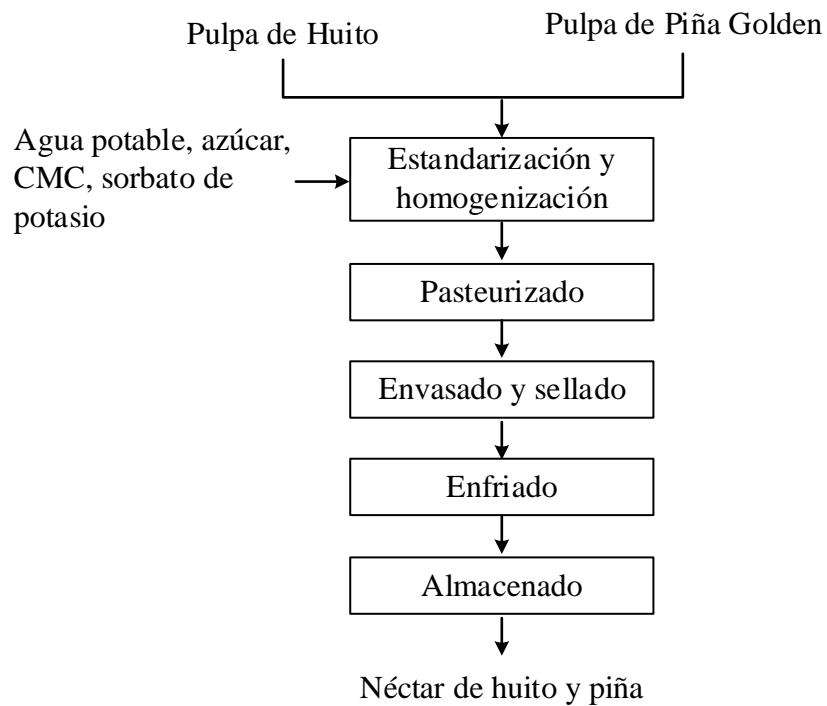 Pulpa de Huito
Pulpa de Piña Golden
Agua potable, azúcar,
CMC, sorbato de
potasio
Estandarización y
homogenización
Pasteurizado
Envasado y sellado
Enfriado
Almacenado
Néctar de huito y piña